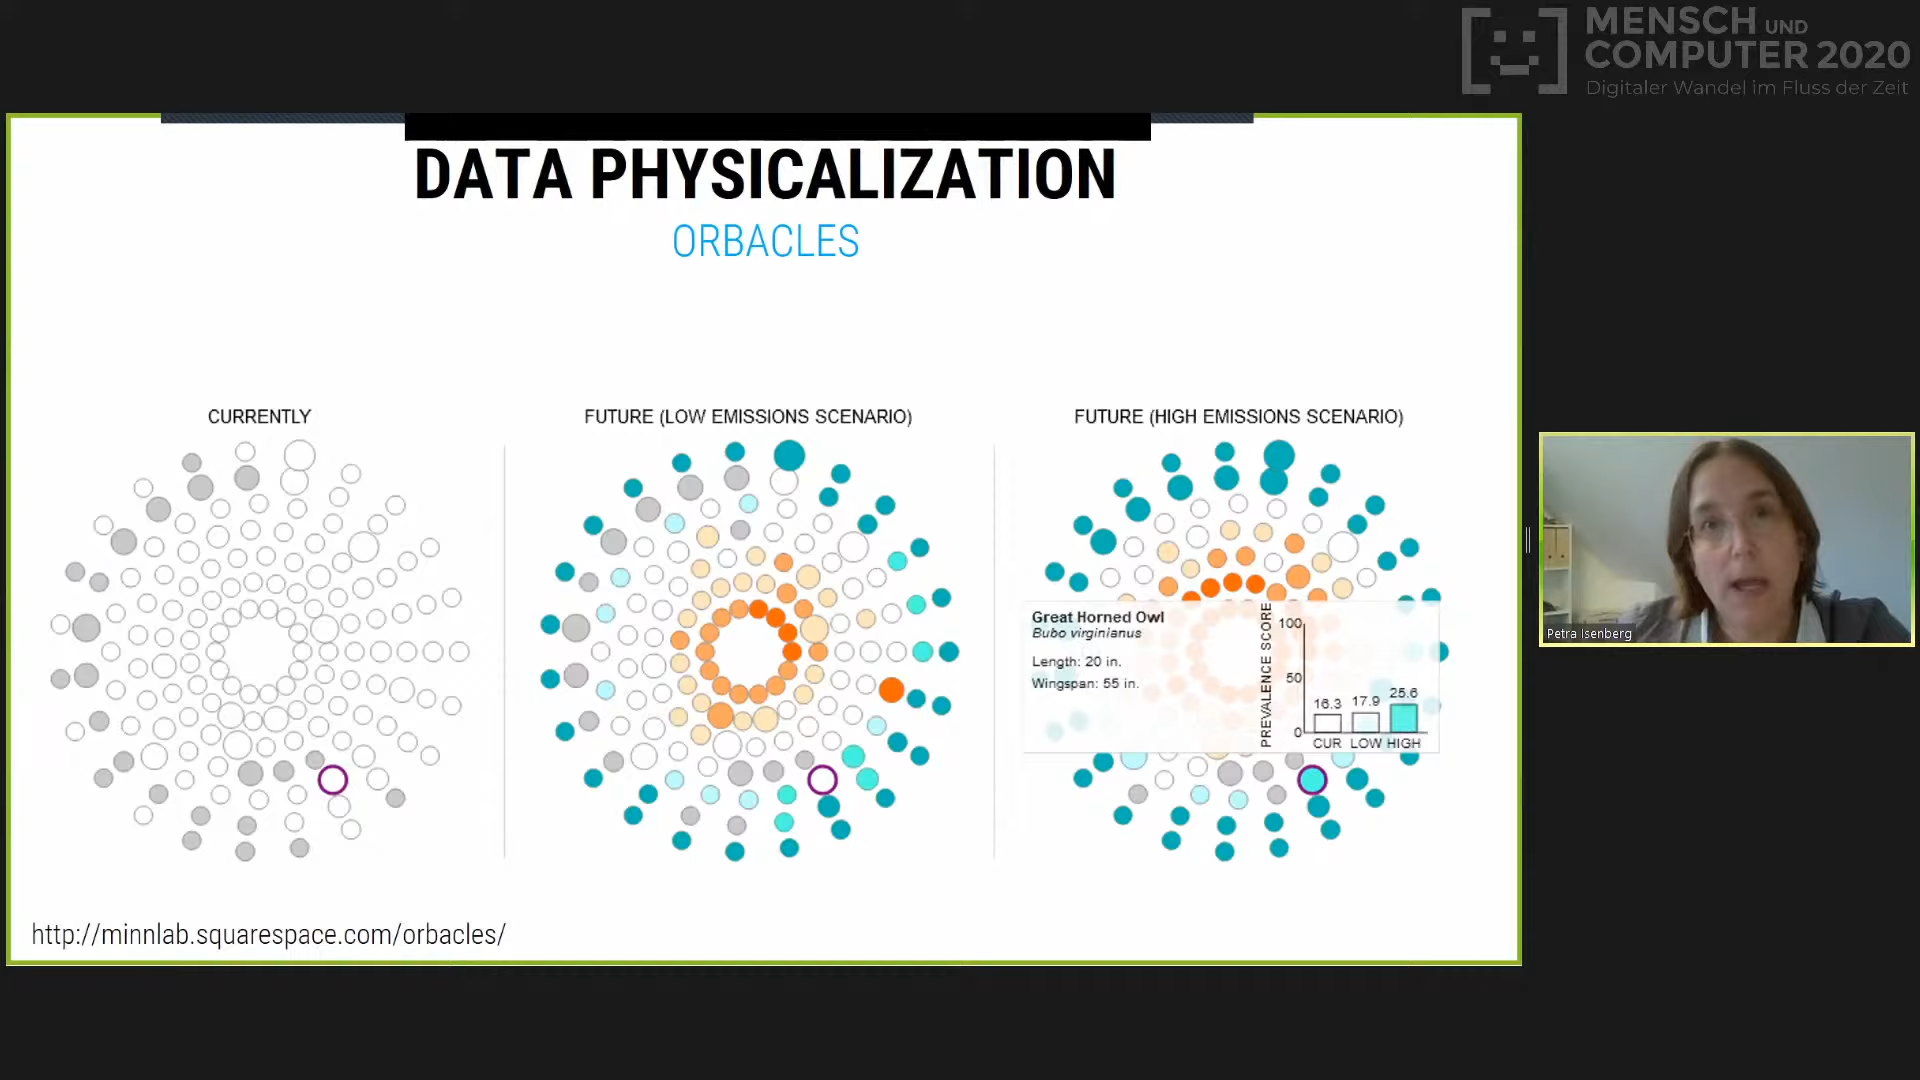 MENSCH UND
COMPUTER 2020
Digitaler Wandel im Fluss der Zeit
DATA PHYSICALIZATION
ORBACLES
CURRENTLY
FUTURE (LOW EMISSIONS SCENARIO)
FUTURE (HIGH EMISSIONS SCENARIO)
Great Horned Owl
Bubo virginianus
Length: 20 in.
Wingspan: 55 in.
PREVALENCE SCORE
100
50
0
16.3 17.9 25.6
CUR LOW HIGH
Petra Isenberg
http://minnlab.squarespace.com/orbacles/